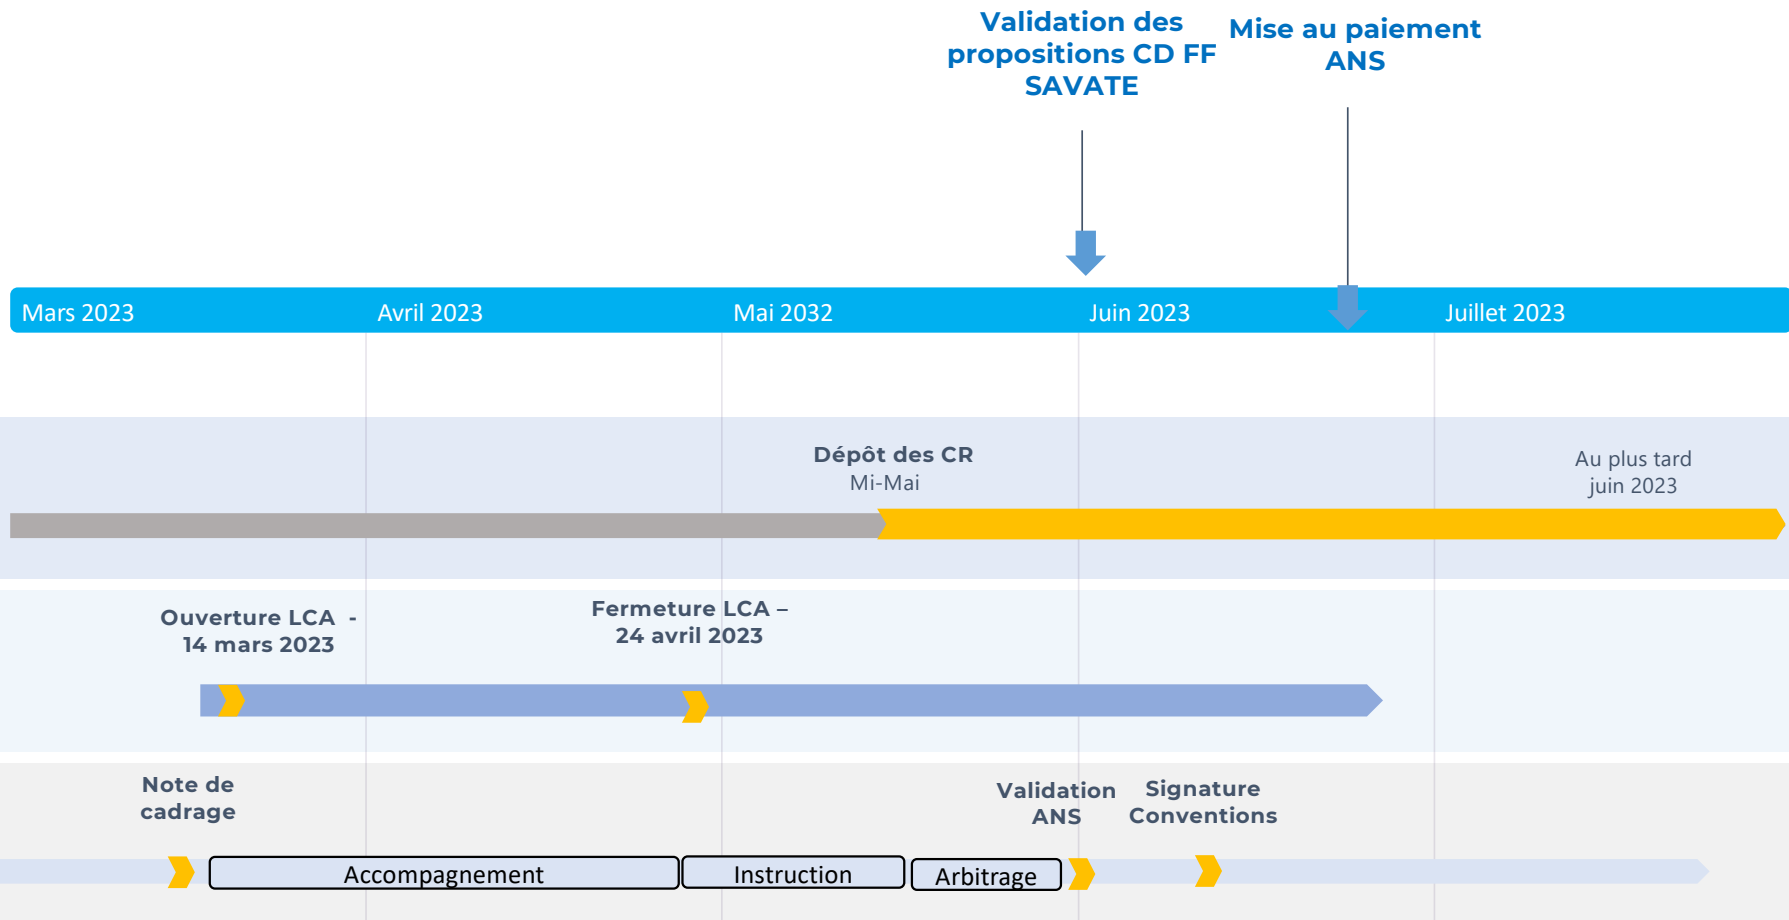 Validation des
propositions CD FF
SAVATE
Mise au paiement
ANS
Mars 2023
Avril 2023
Mai 2032
Juin 2023
Juillet 2023
Dépôt des CR
Mi-Mai
Au plus tard
juin 2023
Ouverture LCA -
14 mars 2023
Fermeture LCA –
24 avril 2023
Note de
cadrage
Validation
ANS
Signature
Conventions
Accompagnement
Instruction
Arbitrage